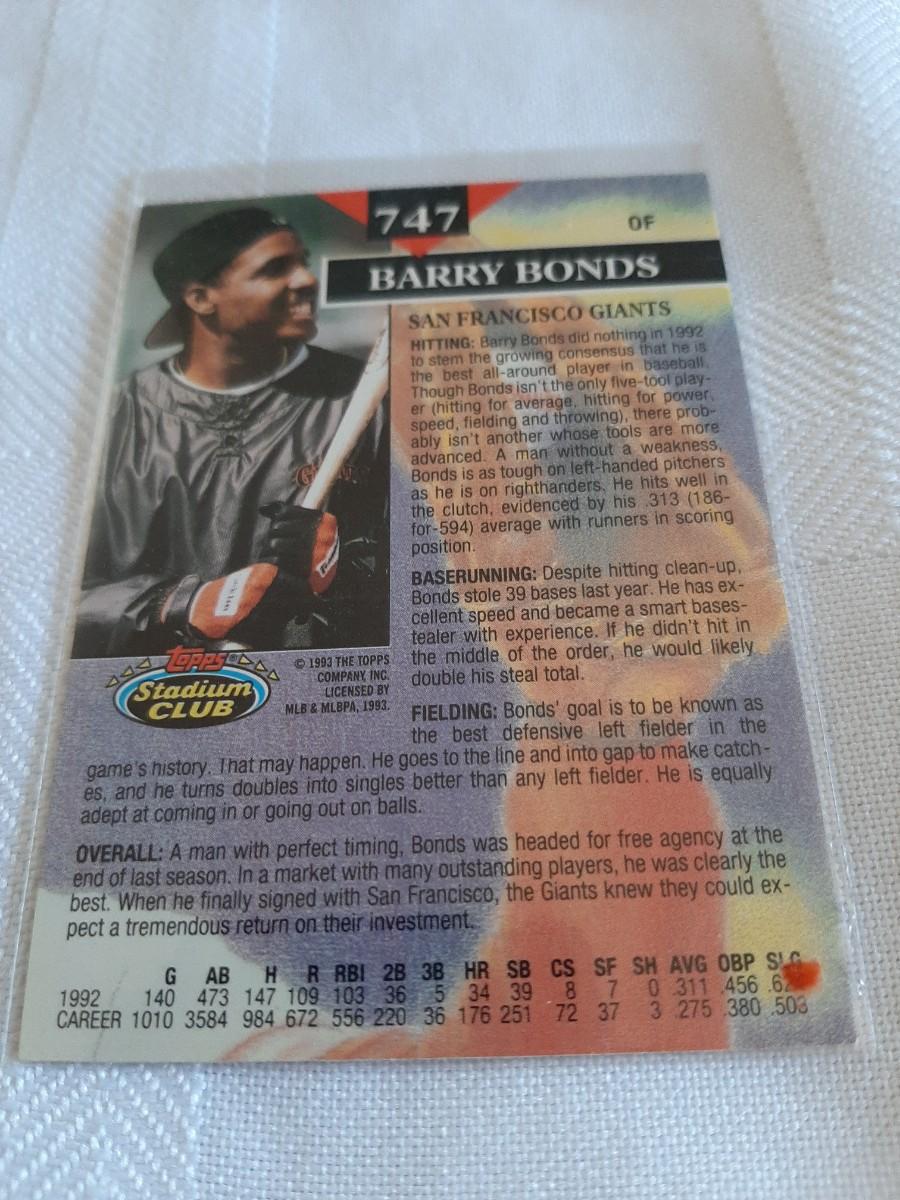 747
OF
BARRY BONDS
SAN FRANCISCO GIANTS
HITTING: Barry Bonds did nothing in 1992
to stem the growing consensus that he is
the best all-around player in baseball.
Though Bonds isn't the only five-tool play-
er (hitting for average, hitting for power,
speed, fielding and throwing), there prob-
ably isn't another whose tools are more
advanced. A man without a weakness,
Bonds is as tough on left-handed pitchers
as he is on righthanders. He hits well in
the clutch, evidenced by his .313 (186-
for-594) average with runners in scoring
position.
BASERUNNING: Despite hitting clean-up,
Bonds stole 39 bases last year. He has ex-
cellent speed and became a smart bases-
tealer with experience. If he didn't hit in
the middle of the order, he would likely
double his steal total.
topps®
Stadium
CLUB
© 1993 THE TOPPS
COMPANY, INC.
LICENSED BY
MLB & MLBPA, 1993.
FIELDING: Bonds' goal is to be known as
the best defensive left fielder in the
game's history. That may happen. He goes to the line and into gap to make catch-
es, and he turns doubles into singles better than any left fielder. He is equally
adept at coming in or going out on balls.
OVERALL: A man with perfect timing, Bonds was headed for free agency at the
end of last season. In a market with many outstanding players, he was clearly the
best. When he finally signed with San Francisco, the Giants knew they could ex-
pect a tremendous return on their investment.
G AB H R RBI 2B 3B HR SB CS SF SH AVG OBP SLG
1992 140 473 147 109 103 36 5 34 39 8 7 0 .311 .456
CAREER 1010 3584 984 672 556 220 36 176 251 72 37 3 .275 .380 .503